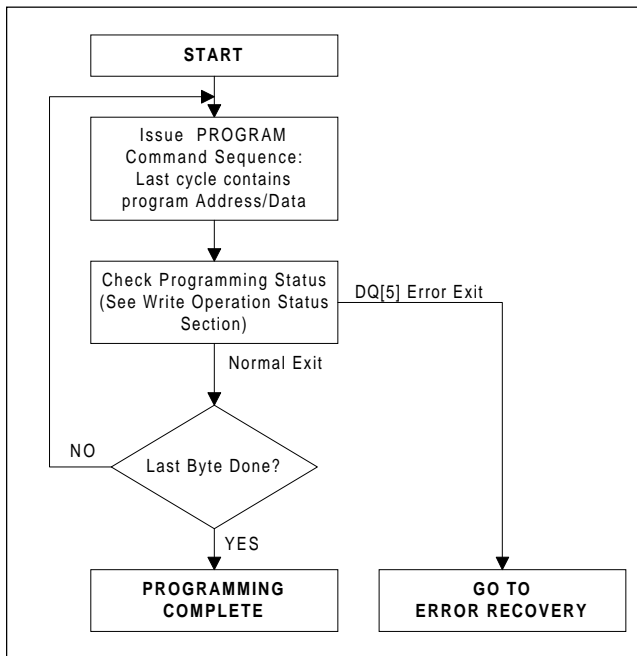 START
Issue PROGRAM
Command Sequence:
Last cycle contains
program Address/Data
Check Programming Status
(See Write Operation Status
Section)
DQ[5] Error Exit
Normal Exit
NO
Last Byte Done?
YES
PROGRAMMING
COMPLETE
GO TO
ERROR RECOVERY